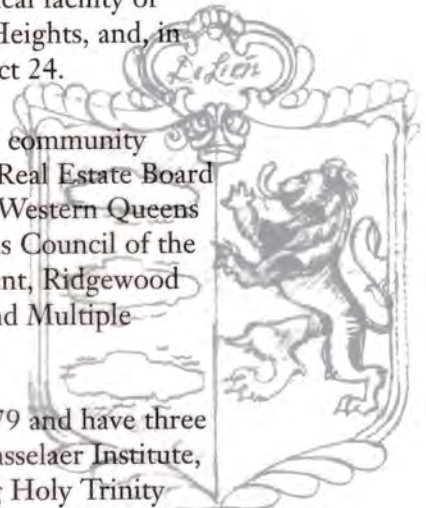 ical facility of
Heights, and, in
DeLion
ct 24.
community
Real Estate Board
Western Queens
s Council of the
nt, Ridgewood
nd Multiple
79 and have three
sselaer Institute,
g Holy Trinity